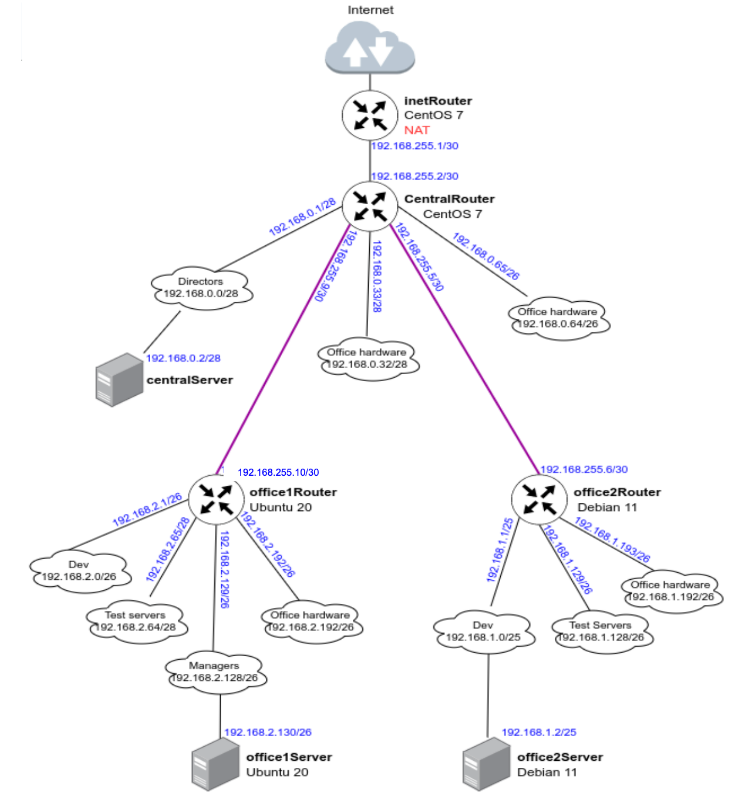 Internet
inetRouter
CentOS 7
NAT
192.168.255.1/30
192.168.255.2/30
CentralRouter
CentOS 7
192.168.0.1/28
192.168.255.9/30
192.168.0.33/28
192.168.255.5/30
192.168.0.65/26
Directors
192.168.0.0/28
Office hardware
192.168.0.64/26
Office hardware
192.168.0.32/28
192.168.0.2/28
centralServer
192.168.255.10/30
office1Router
Ubuntu 20
192.168.255.6/30
office2Router
Debian 11
192.168.2.1/26
192.168.2.65/28
192.168.2.129/26
192.168.2.192/26
192.168.1.1/25
192.168.1.129/26
192.168.1.193/26
Dev
192.168.2.0/26
Test servers
192.168.2.64/28
Office hardware
192.168.2.192/26
Managers
192.168.2.128/26
Dev
192.168.1.0/25
Test Servers
192.168.1.128/26
Office hardware
192.168.1.192/26
192.168.2.130/26
office1Server
Ubuntu 20
192.168.1.2/25
office2Server
Debian 11